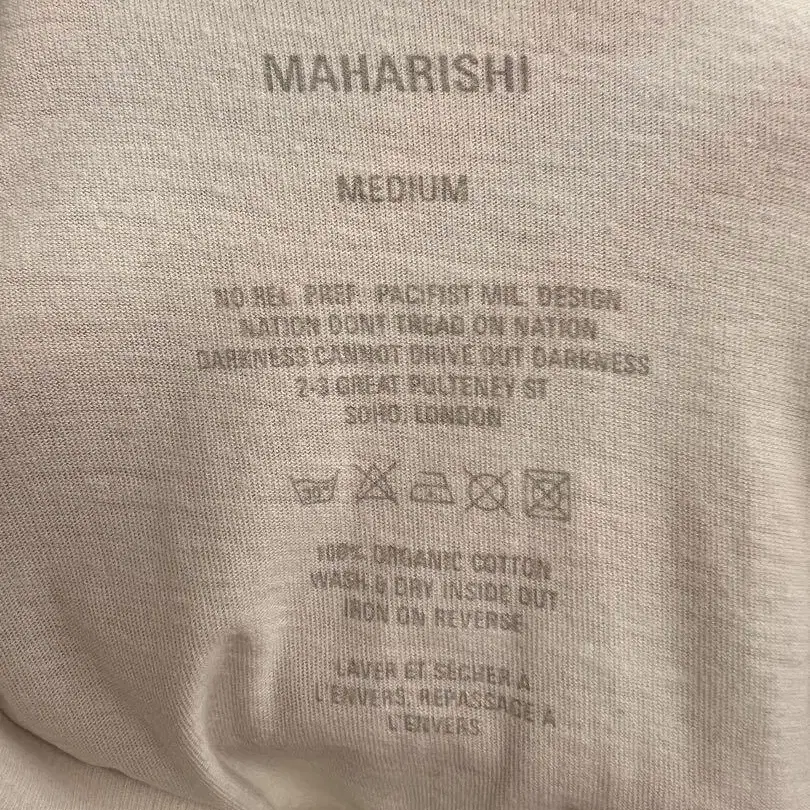 MAHARISHI
MEDIUM
NO REL PREF: PACIFIST MIL. DESIGN
NATION DONT TREAD ON NATION
DARKNESS CANNOT DRIVE OUT DARKNESS
2-3 GREAT PULTENEY ST
SOHO. LONDON
30
100% ORGANIC COTTON
WASH & DRY INSIDE OUT
IRON ON REVERSE
LAVER ET SECHER A
L'ENVERS; REPASSAGE A
L'ENVERS